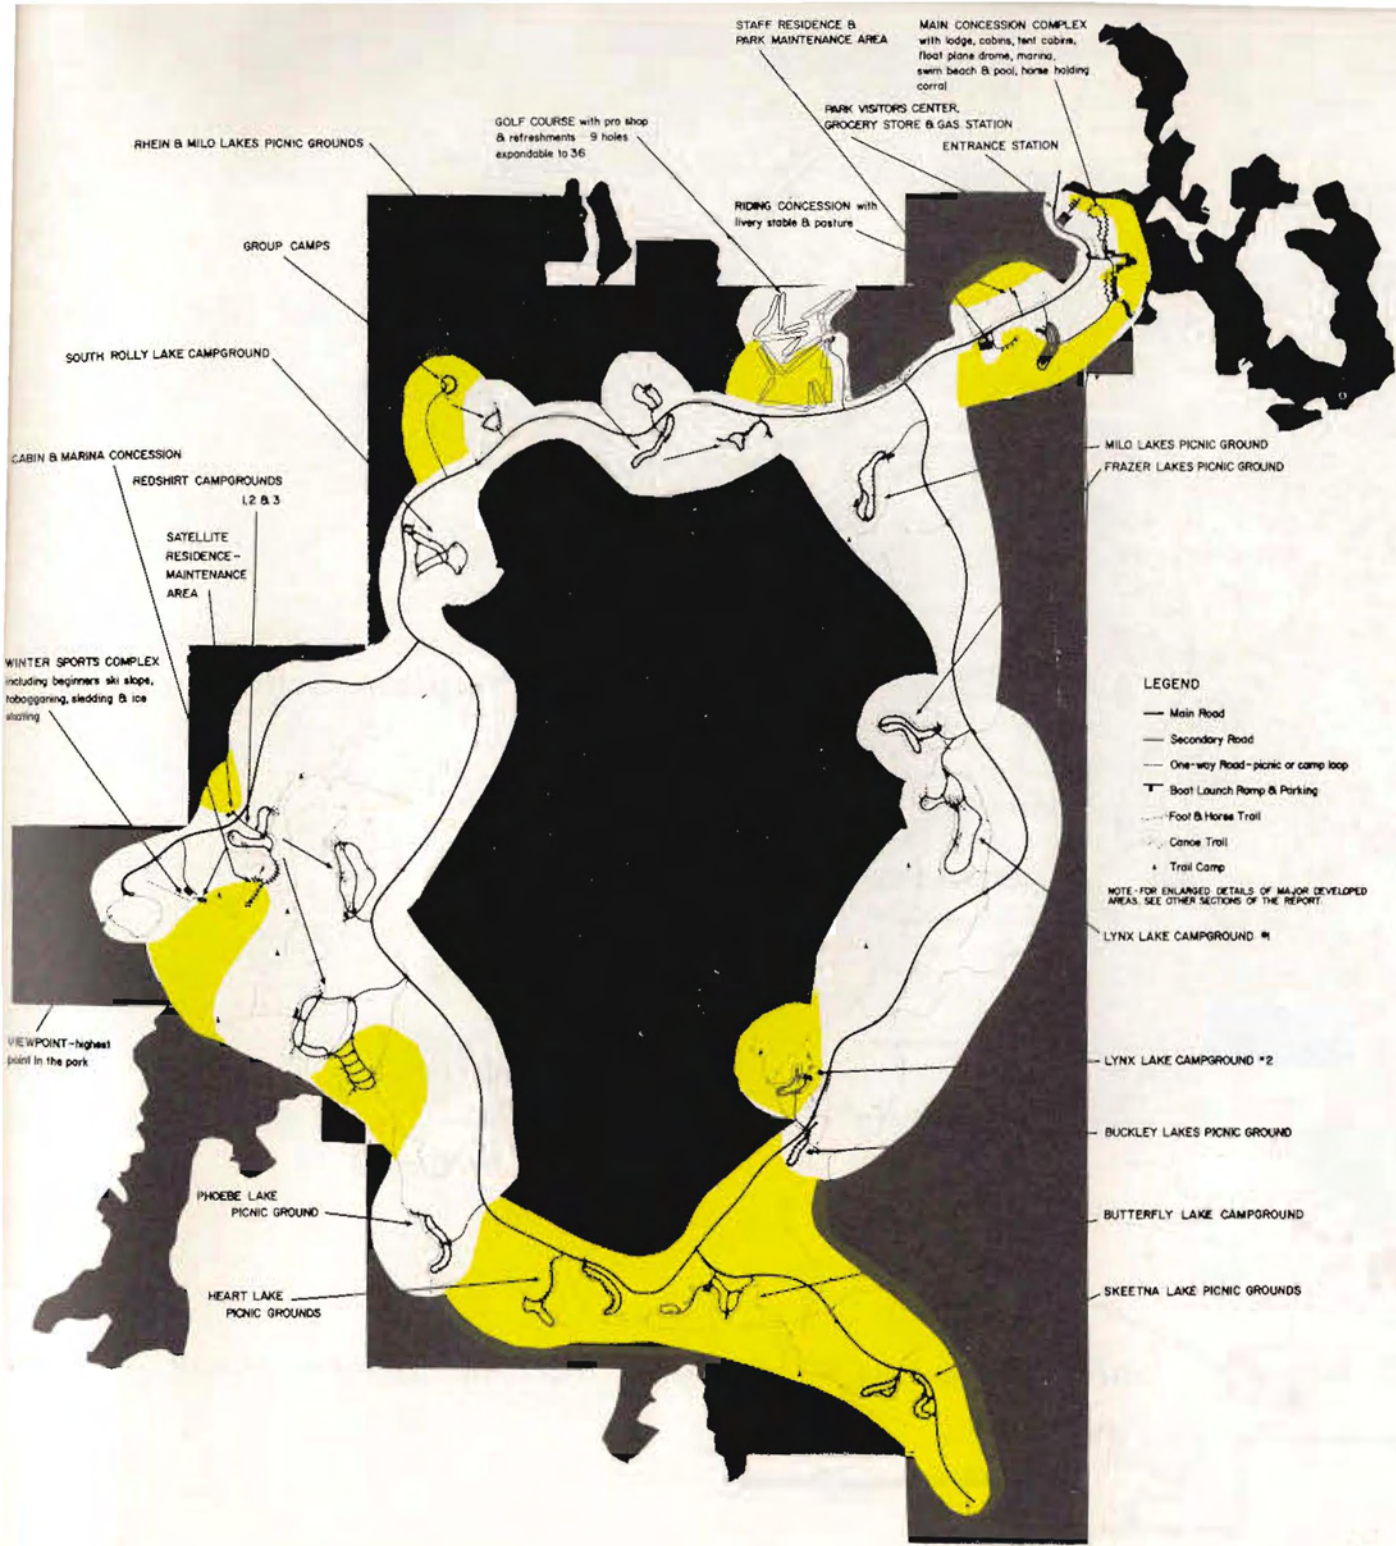 STAFF RESIDENCE &
PARK MAINTENANCE AREA
MAIN CONCESSION COMPLEX
with lodge, cabins, tent cabins,
float plane drome, marina,
swim beach & pool, horse holding
corral
PARK VISITORS CENTER,
GROCERY STORE & GAS STATION
ENTRANCE STATION
GOLF COURSE with pro shop
& refreshments 9 holes
expandable to 36
RHEIN & MILO LAKES PICNIC GROUNDS
RIDING CONCESSION with
livery stable & pasture
GROUP CAMPS
SOUTH ROLLY LAKE CAMPGROUND
CABIN & MARINA CONCESSION
REDSHIRT CAMPGROUNDS
1,2 & 3
SATELLITE
RESIDENCE-
MAINTENANCE
AREA
WINTER SPORTS COMPLEX
including beginners ski slope,
tobogganing, sledding & ice
skating
VIEWPOINT-highest
point in the park
PHOEBE LAKE
PICNIC GROUND
HEART LAKE
PICNIC GROUNDS
MILO LAKES PICNIC GROUND
FRAZER LAKES PICNIC GROUND
LEGEND
Main Road
Secondary Road
One-way Road-picnic or camp loop
Boat Launch Ramp & Parking
Foot & Horse Trail
Canoe Trail
Trail Camp
NOTE-FOR ENLARGED DETAILS OF MAJOR DEVELOPED
AREAS, SEE OTHER SECTIONS OF THE REPORT.
LYNX LAKE CAMPGROUND #1
LYNX LAKE CAMPGROUND #2
BUCKLEY LAKES PICNIC GROUND
BUTTERFLY LAKE CAMPGROUND
SKEETNA LAKE PICNIC GROUNDS